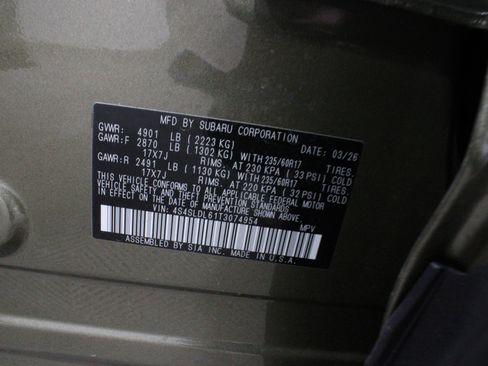 MFD BY SUBARU CORPORATION DATE: 03/26
GVWR: 4901 LB (2223 KG)
GAWR:F 2870 LB (1302 KG) WITH 235/60R17 TIRES,
17X7J RIMS, AT 230 KPA (33 PSI) COLD
GAWR:R 2491 LB (1130 KG) WITH 235/60R17 TIRES,
17X7J RIMS, AT 220 KPA (32 PSI) COLD
THIS VEHICLE CONFORMS TO ALL APPLICABLE FEDERAL MOTOR
VEHICLE SAFETY STANDARDS
IN EFFECT ON THE DATE OF MANUFACTURE SHOWN ABOVE.
VIN: 4S4SLDL61T3074954 MPV
ASSEMBLED BY SIA INC. MADE IN U.S.A.